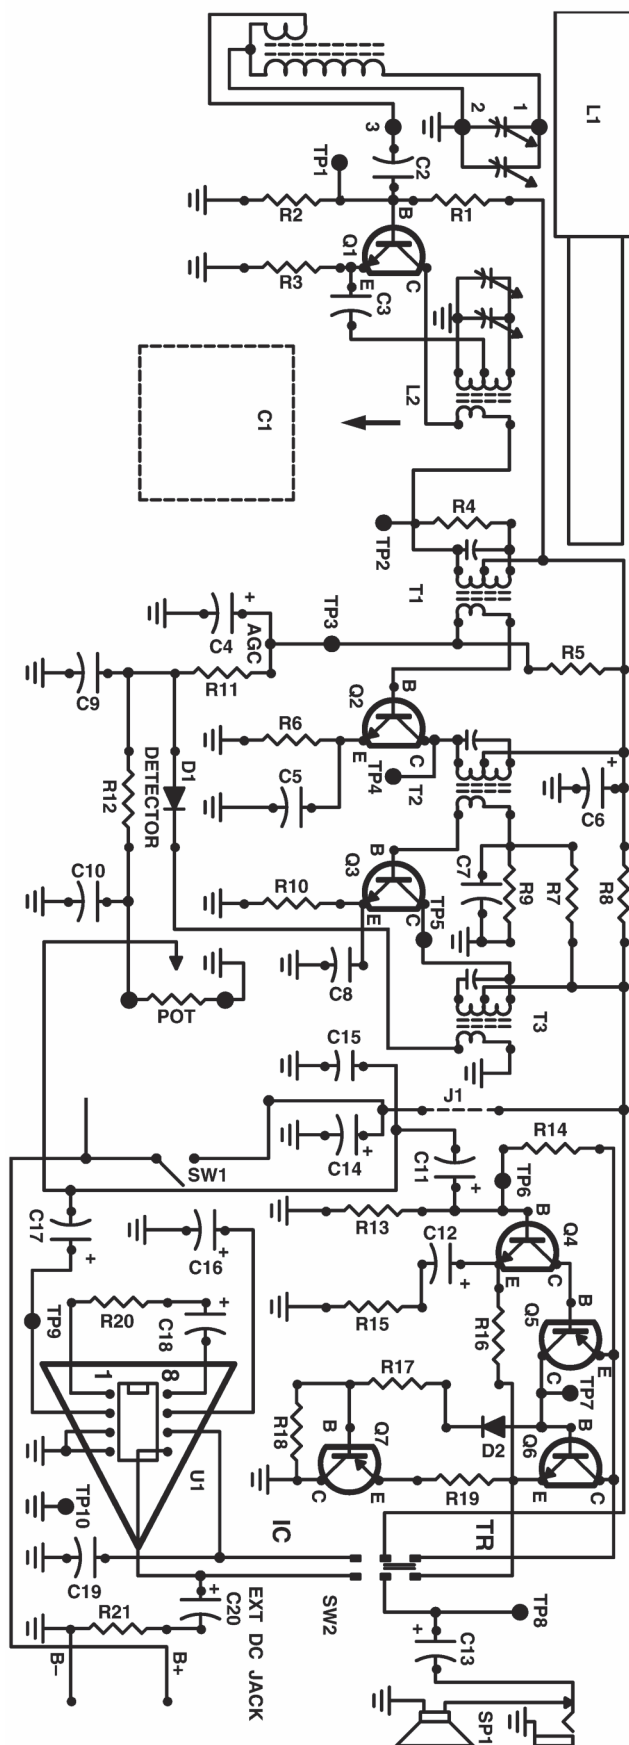 L1
2
1
3
TP1
C2
R2
B
R1
Q1
R3
E
C
C3
L2
C1
R4
TP2
T1
+
C4
AGC
TP3
R5
R11
C9
Q2
B
R6
E
C
TP4
T2
C5
+
C6
D1
DETECTOR
R12
Q3
B
C7
R9
R7
R8
C10
R10
E
C
TP5
C8
POT
T3
C15
J1
C14
+
SW1
C11
+
TP6
R14
R13
B
Q4
C17
+
C16
+
C12
+
E
C
R15
R16
Q5
B
E
C
TP9
R20
+
C18
TP7
R17
1
8
R18
B
Q7
D2
Q6
B
C
E
R19
E
C
U1
TP10
IC
TR
C19
SW2
+
C20
EXT DC JACK
R21
B–
B+
TP8
+
C13
SP1